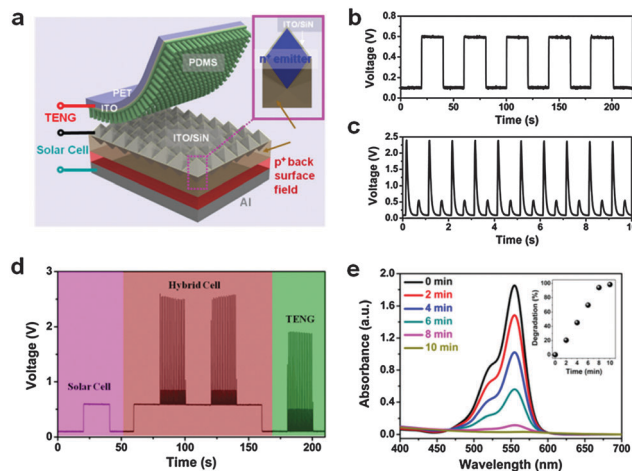 a
ITO/SiN
n⁺ emitter
PDMS
PET
ITO
TENG
ITO/SiN
Solar Cell
p⁺ back
surface
field
Al
b
Voltage (V)
0.8
0.6
0.4
0.2
0.0
0 50 100 150 200
Time (s)
c
Voltage (V)
2.5
2.0
1.5
1.0
0.5
0.0
0 2 4 6 8 10
Time (s)
d
Voltage (V)
3
2
1
0
Hybrid Cell
TENG
Solar Cell
0 50 100 150 200
Time (s)
e
Absorbance (a.u.)
2.0
1.5
1.0
0.5
0.0
0 min
2 min
4 min
6 min
8 min
10 min
Degradation (%)
100
80
60
40
20
0
0 2 4 6 8 10
Time (min)
400 450 500 550 600 650 700
Wavelength (nm)